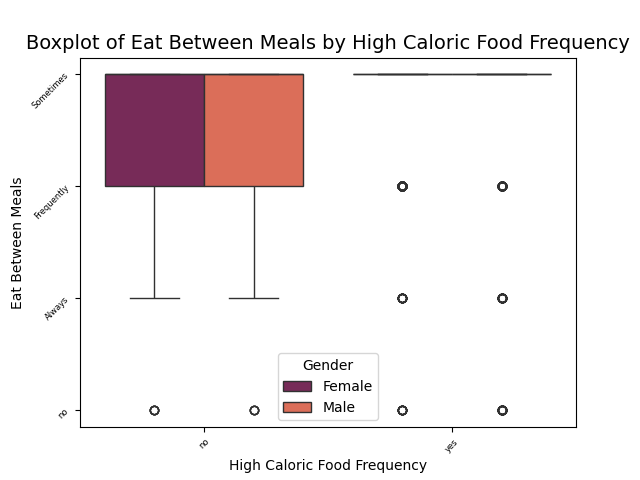 Boxplot of Eat Between Meals by High Caloric Food Frequency
Eat Between Meals
Sometimes
Frequently
Always
no
Gender
Female
Male
no
yes
High Caloric Food Frequency